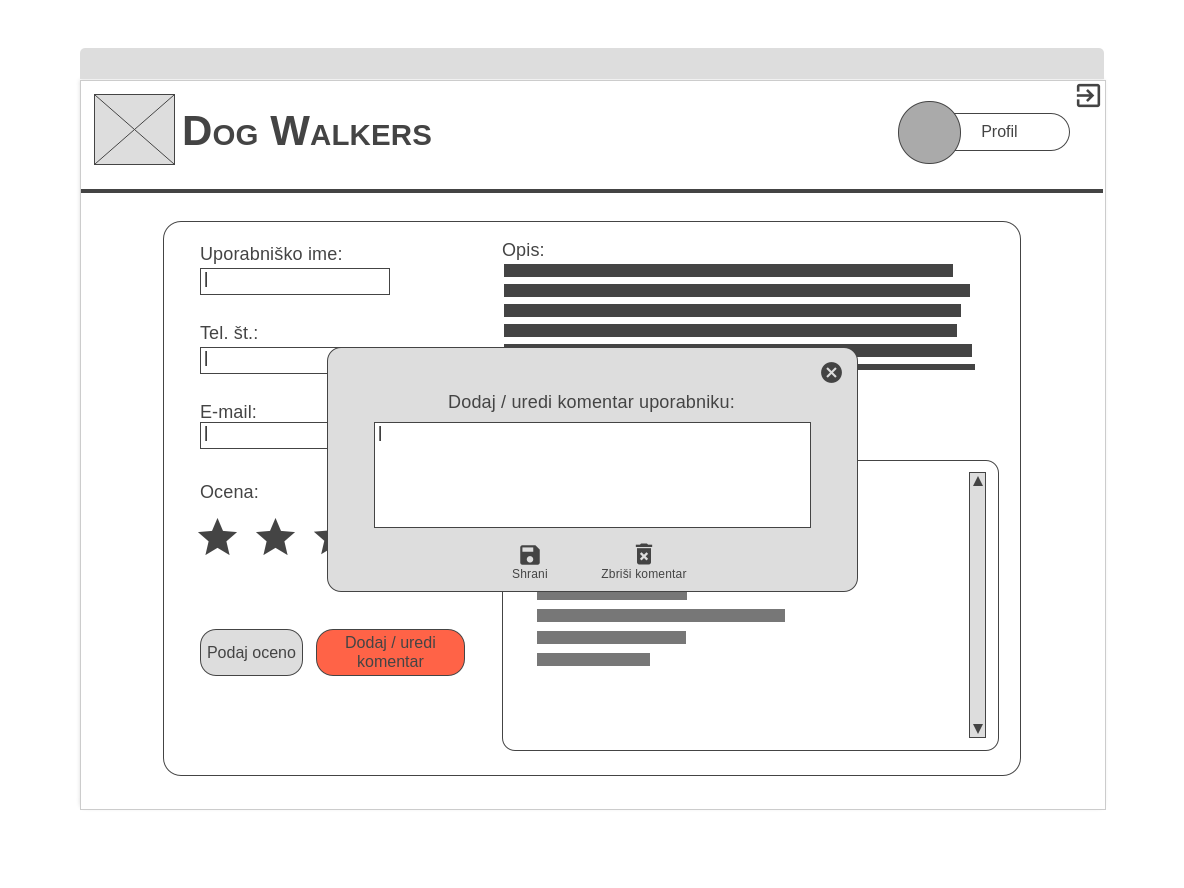 Dog Walkers
Profil
Uporabniško ime:
Tel. št.:
E-mail:
Ocena:
Podaj oceno
Dodaj / uredi
komentar
Opis:
Dodaj / uredi komentar uporabniku:
Shrani
Zbriši komentar